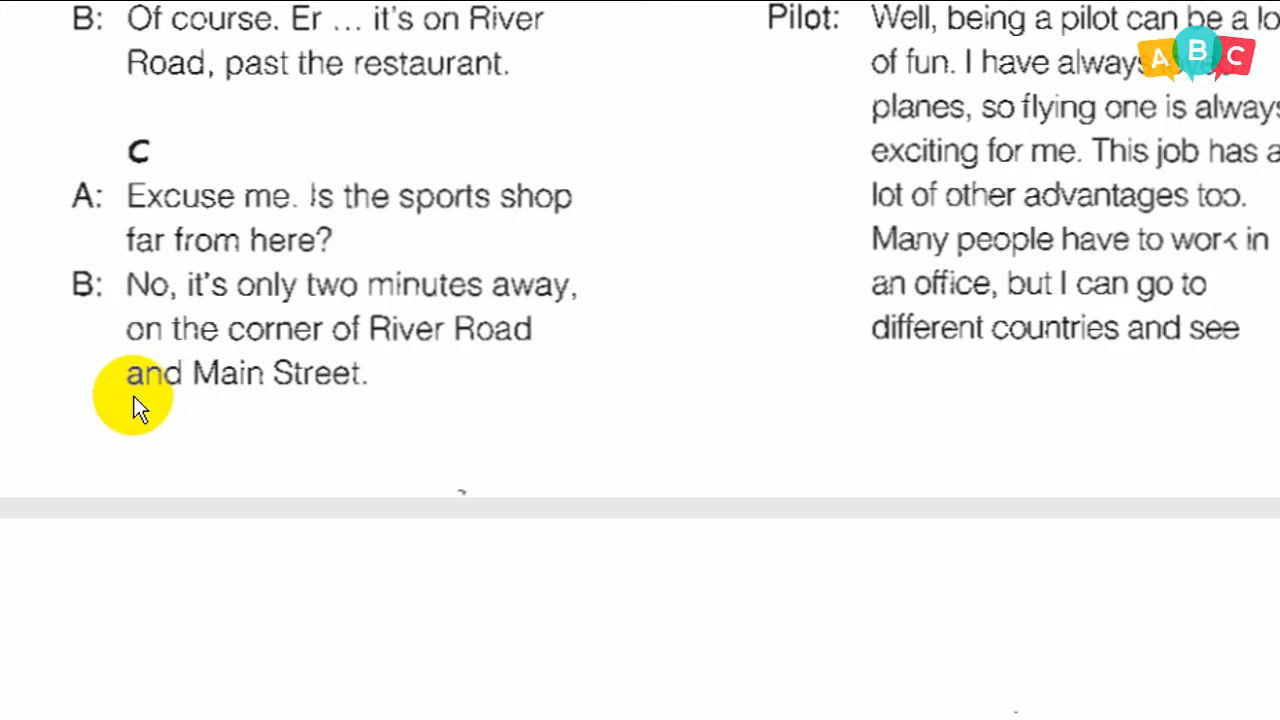 B: Of course. Er ... it's on River
Road, past the restaurant.
C
A: Excuse me. Is the sports shop
far from here?
B: No, it's only two minutes away,
on the corner of River Road
and Main Street.
Pilot: Well, being a pilot can be a lo
of fun. I have always
planes, so flying one is always
exciting for me. This job has a
lot of other advantages too.
Many people have to work in
an office, but I can go to
different countries and see
A B C